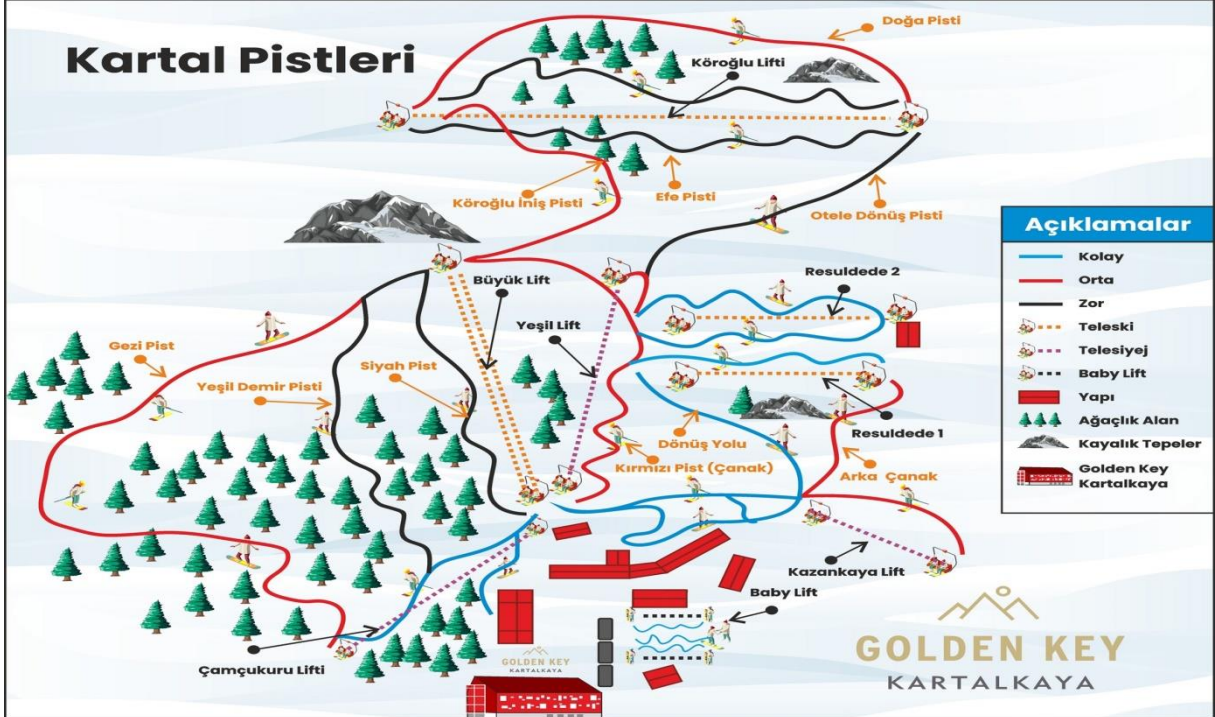 Doğa Pisti
Kartal Pistleri
Köroğlu Lifti
Köroğlu İniş Pisti
Efe Pisti
Otele Dönüş Pisti
Açıklamalar
Kolay
Orta
Zor
Teleski
Telesiyej
Baby Lift
Yapı
Ağaçlık Alan
Kayalık Tepeler
Golden Key
Kartalkaya
Büyük Lift
Resuldede 2
Yeşil Lift
Gezi Pist
Siyah Pist
Yeşil Demir Pisti
Resuldede 1
Dönüş Yolu
Kırmızı Pist (Çanak)
Arka Çanak
Kazankaya Lift
Baby Lift
Çamçukuru Lifti
GOLDEN KEY
KARTALKAYA
GOLDEN KEY
KARTALKAYA